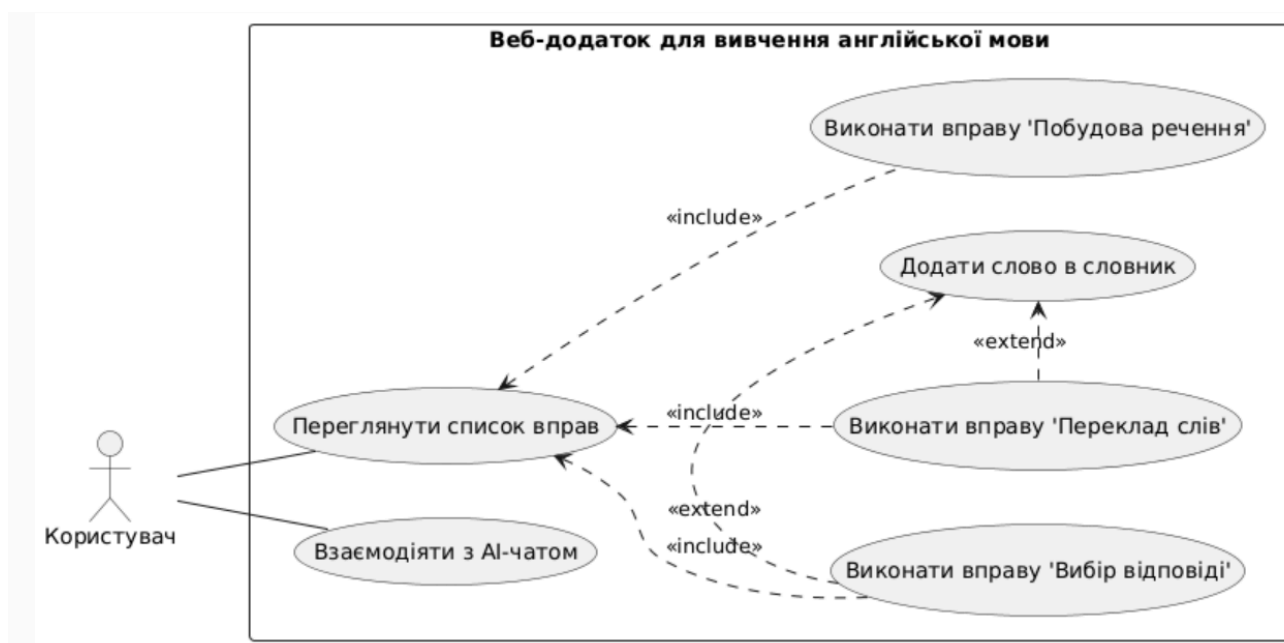 Веб-додаток для вивчення англійської мови
Виконати вправу 'Побудова речення'
«include»
Додати слово в словник
«extend»
Переглянути список вправ
«include»
Виконати вправу 'Переклад слів'
Користувач
«extend»
Взаємодіяти з AI-чатом
«include»
Виконати вправу 'Вибір відповіді'